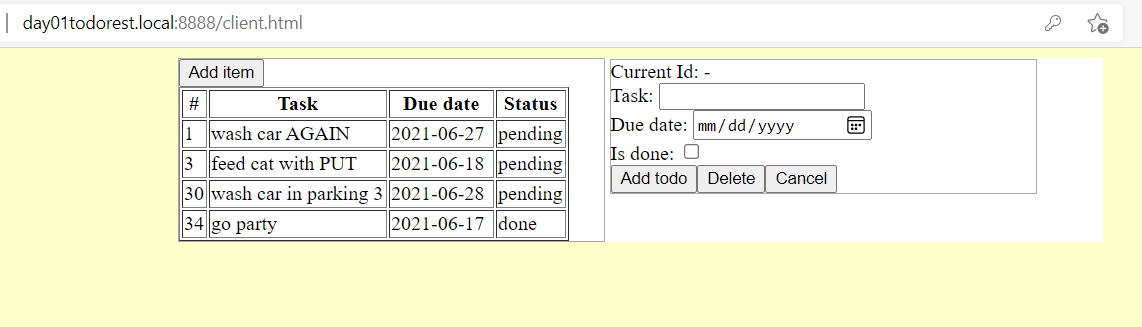 day01todorest.local:8888/client.html
Add item
# Task Due date Status
1 wash car AGAIN 2021-06-27 pending
3 feed cat with PUT 2021-06-18 pending
30 wash car in parking 3 2021-06-28 pending
34 go party 2021-06-17 done
Current Id: -
Task:
Due date: mm/dd/yyyy
Is done:
Add todo Delete Cancel